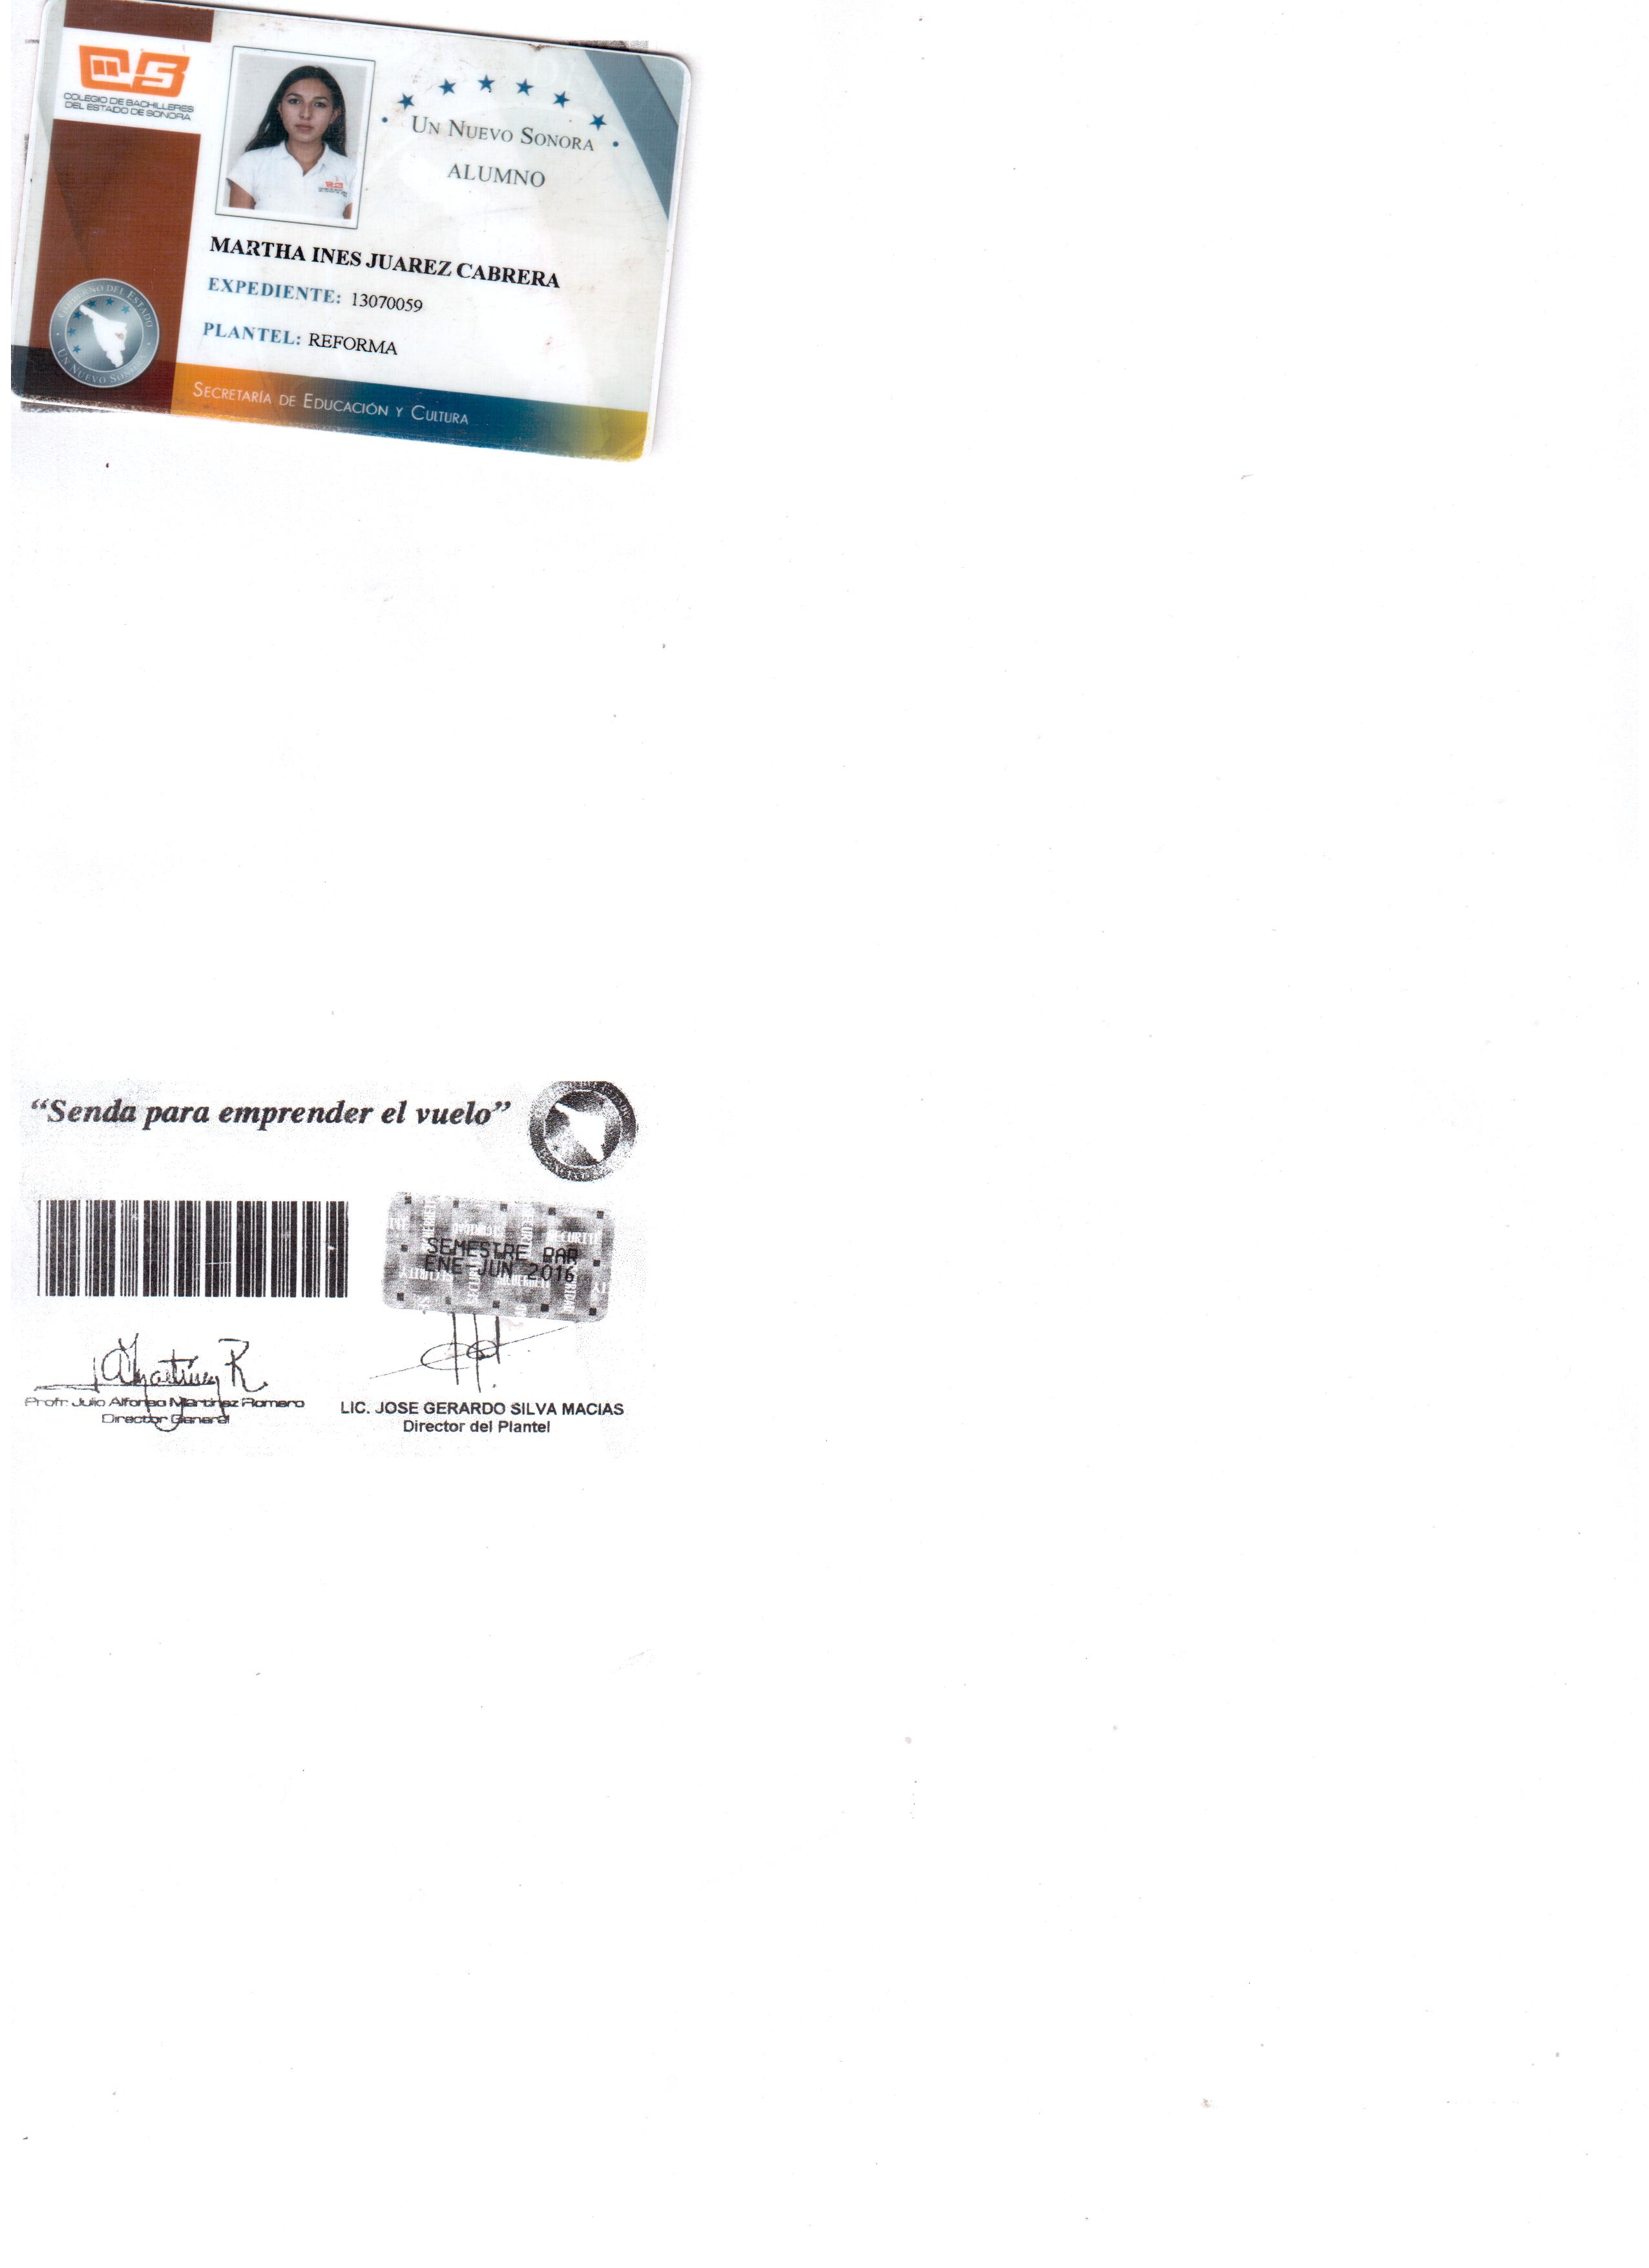 COLEGIO DE BACHILLERES
DEL ESTADO DE SONORA
UN NUEVO SONORA
ALUMNO
MARTHA INES JUAREZ CABRERA
EXPEDIENTE: 13070059
PLANTEL: REFORMA
GOBIERNO DEL ESTADO
UN NUEVO SONORA
SECRETARÍA DE EDUCACIÓN Y CULTURA
“Senda para emprender el vuelo”
SEMESTRE PAR
ENE-JUN 2016
Profr. Julio Alfonso Martínez Romero
Director General
LIC. JOSE GERARDO SILVA MACIAS
Director del Plantel